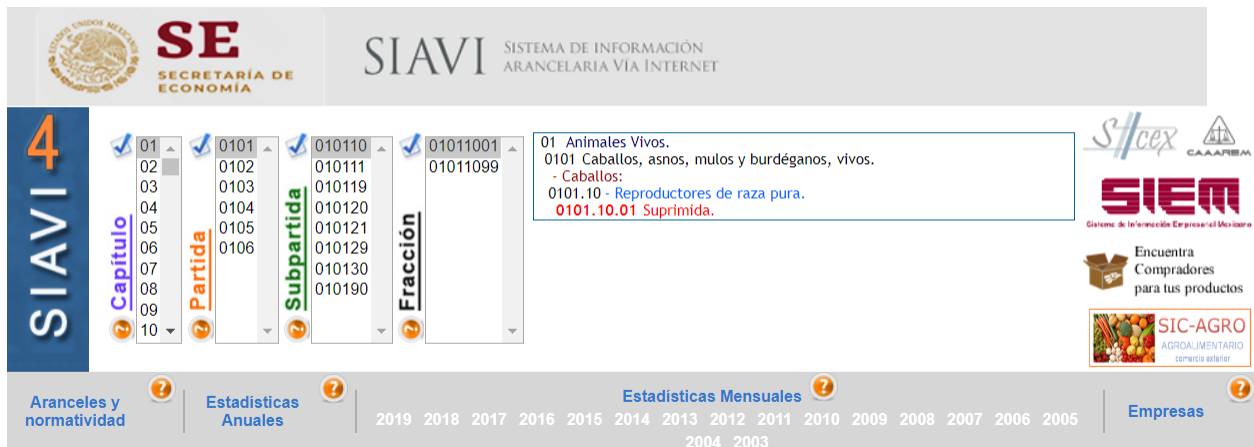 SE
SECRETARÍA DE
ECONOMÍA
SIAVI
SISTEMA DE INFORMACIÓN
ARANCELARIA VÍA INTERNET
SIAVI 4
Capítulo
01
02
03
04
05
06
07
08
09
10
Partida
0101
0102
0103
0104
0105
0106
Subpartida
010110
010111
010119
010120
010121
010129
010130
010190
Fracción
01011001
01011099
01 Animales Vivos.
0101 Caballos, asnos, mulos y burdéganos, vivos.
- Caballos:
0101.10 - Reproductores de raza pura.
0101.10.01 Suprimida.
CAAAREM
SIEM
Sistema de Información Empresarial Mexicano
Encuentra
Compradores
para tus productos
SIC-AGRO
AGROALIMENTARIO
comercio exterior
Aranceles y
normatividad
?
Estadísticas
Anuales
?
Estadísticas Mensuales ?
2019 2018 2017 2016 2015 2014 2013 2012 2011 2010 2009 2008 2007 2006 2005
2004 2003
Empresas
?